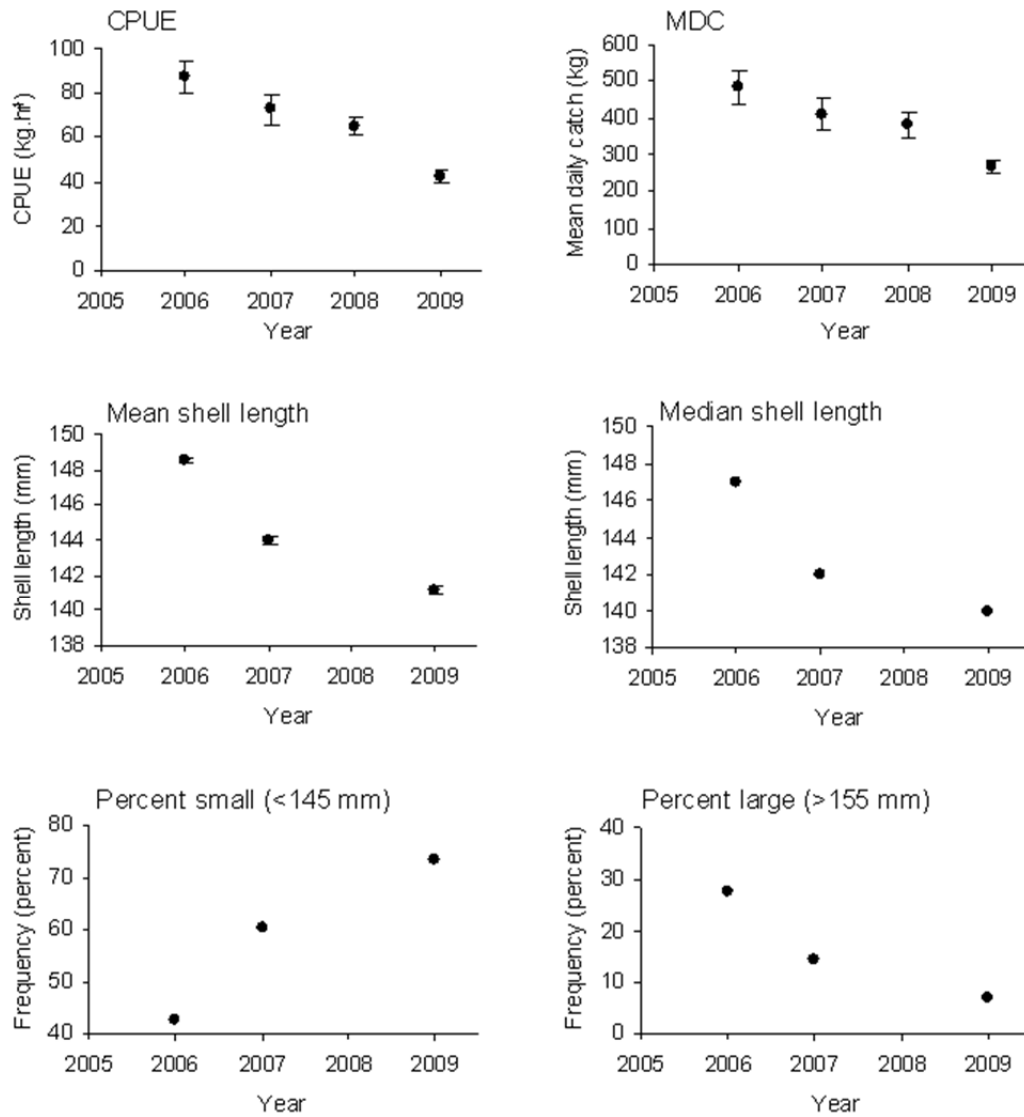 CPUE
CPUE (kg.hr¹)
100
80
60
40
20
0
2005 2006 2007 2008 2009
Year
MDC
Mean daily catch (kg)
600
500
400
300
200
100
0
2005 2006 2007 2008 2009
Year
Mean shell length
Shell length (mm)
150
148
146
144
142
140
138
2005 2006 2007 2008 2009
Year
Median shell length
Shell length (mm)
150
148
146
144
142
140
138
2005 2006 2007 2008 2009
Year
Percent small (<145 mm)
Frequency (percent)
80
70
60
50
40
2005 2006 2007 2008 2009
Year
Percent large (>155 mm)
Frequency (percent)
40
30
20
10
0
2005 2006 2007 2008 2009
Year